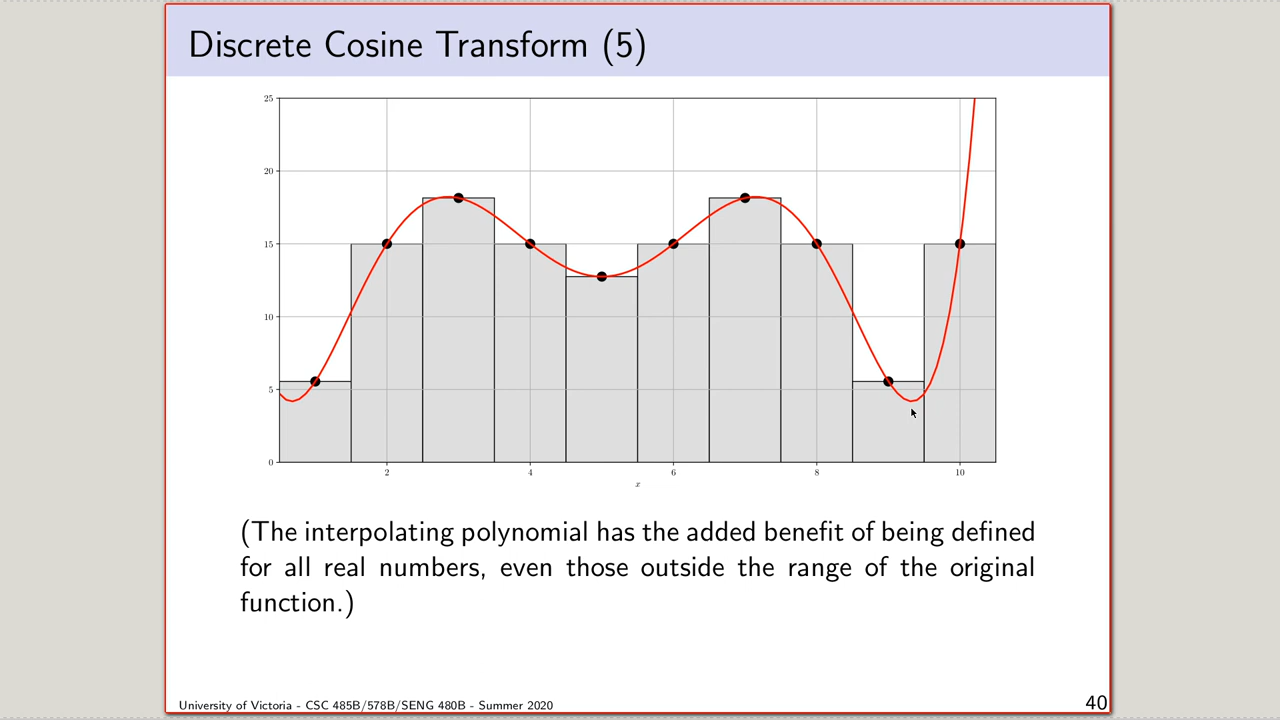 Discrete Cosine Transform (5)
25
20
15
10
5
0
2 4 6 8 10
x
(The interpolating polynomial has the added benefit of being defined
for all real numbers, even those outside the range of the original
function.)
University of Victoria - CSC 485B/578B/SENG 480B - Summer 2020
40